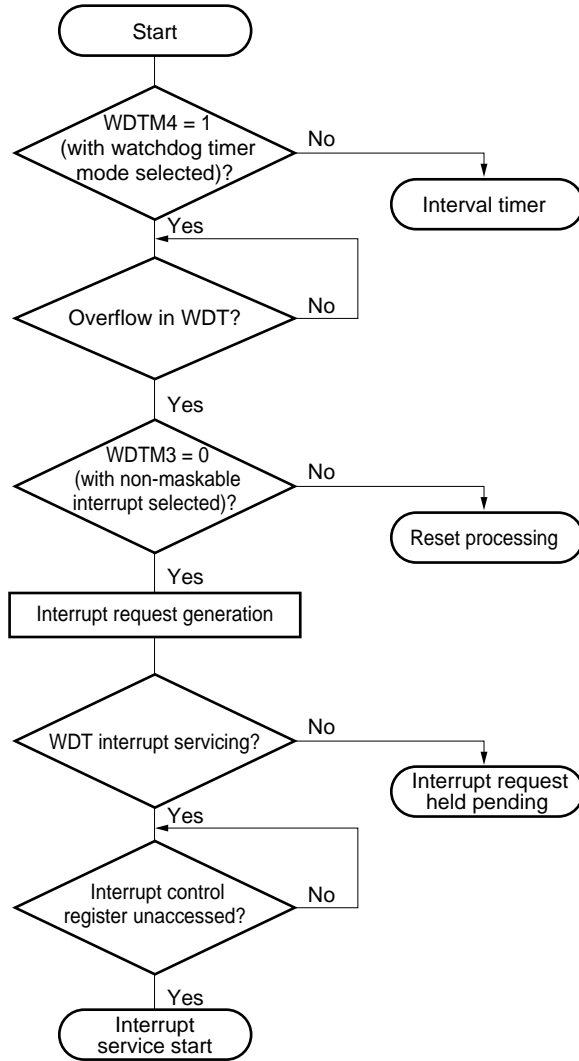 Start
WDTM4 = 1
(with watchdog timer
mode selected)?
No
Interval timer
Yes
Overflow in WDT?
No
Yes
WDTM3 = 0
(with non-maskable
interrupt selected)?
No
Reset processing
Yes
Interrupt request generation
WDT interrupt servicing?
No
Interrupt request
held pending
Yes
Interrupt control
register unaccessed?
No
Yes
Interrupt
service start